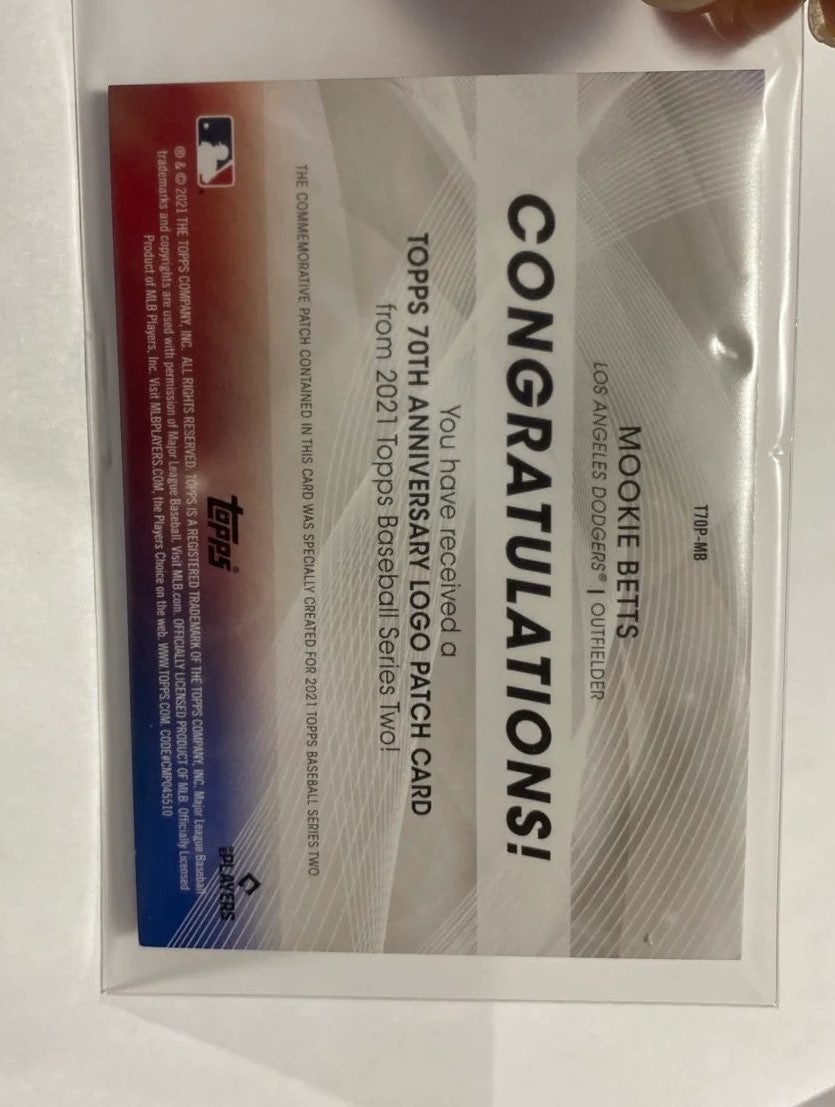 T70P-MB
MOOKIE BETTS
LOS ANGELES DODGERS® | OUTFIELDER
CONGRATULATIONS!
You have received a
TOPPS 70TH ANNIVERSARY LOGO PATCH CARD
from 2021 Topps Baseball Series Two!
THE COMMEMORATIVE PATCH CONTAINED IN THIS CARD WAS SPECIALLY CREATED FOR 2021 TOPPS BASEBALL SERIES TWO
topps®
MLB PLAYERS
® & © 2021 THE TOPPS COMPANY, INC. ALL RIGHTS RESERVED. TOPPS IS A REGISTERED TRADEMARK OF THE TOPPS COMPANY, INC. Major League Baseball
trademarks and copyrights are used with permission of Major League Baseball. Visit MLB.com. OFFICIALLY LICENSED PRODUCT OF MLB. Officially Licensed
Product of MLB Players, Inc. Visit MLBPLAYERS.COM, the Players Choice on the web. WWW.TOPPS.COM. CODE#CMP045510